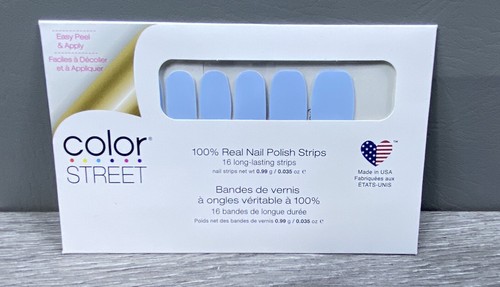 Easy Peel
& Apply
Faciles à Décoller
et à Appliquer
color®
STREET
100% Real Nail Polish Strips
16 long-lasting strips
nail strips net wt 0.99 g / 0.035 oz ℮
Bandes de vernis
à ongles véritable à 100%
16 bandes de longue durée
Poids net des bandes de vernis 0.99 g / 0.035 oz ℮
TM
Made in USA
Fabriquées aux
ÉTATS-UNIS